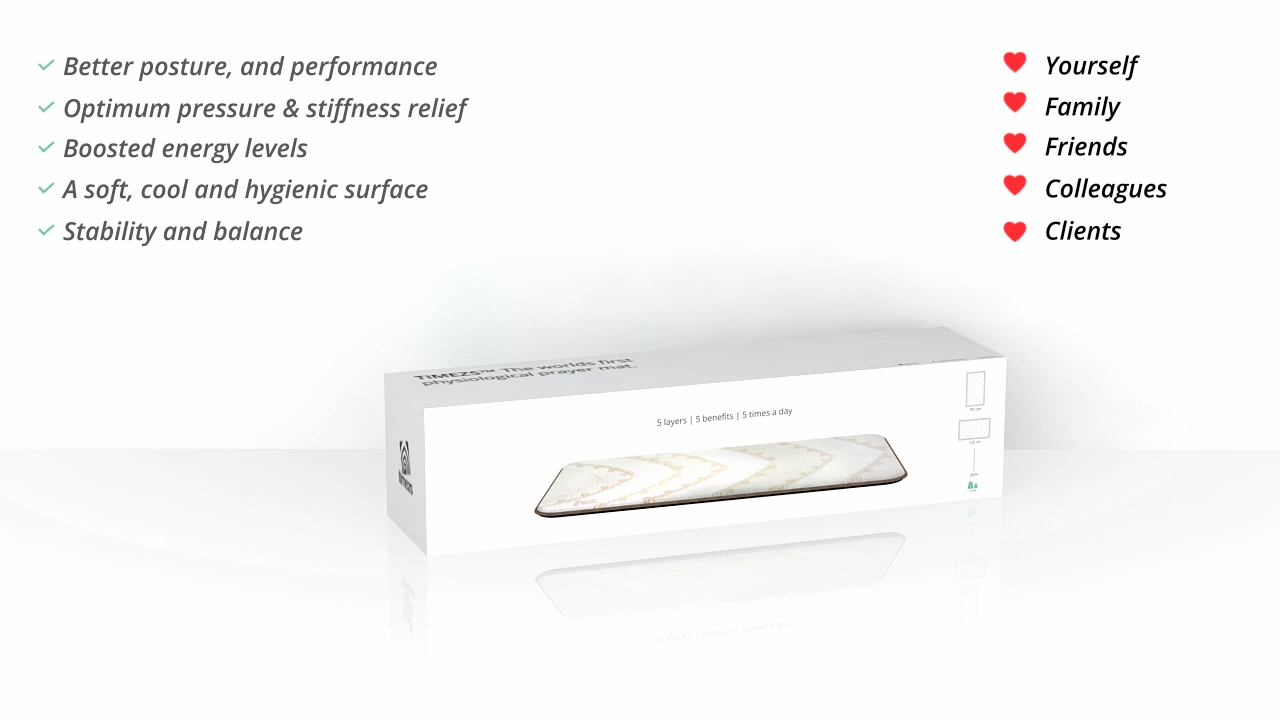 Better posture, and performance
Optimum pressure & stiffness relief
Boosted energy levels
A soft, cool and hygienic surface
Stability and balance
Yourself
Family
Friends
Colleagues
Clients
TIMEZ5™ The worlds first
physiological prayer mat.
5 layers | 5 benefits | 5 times a day